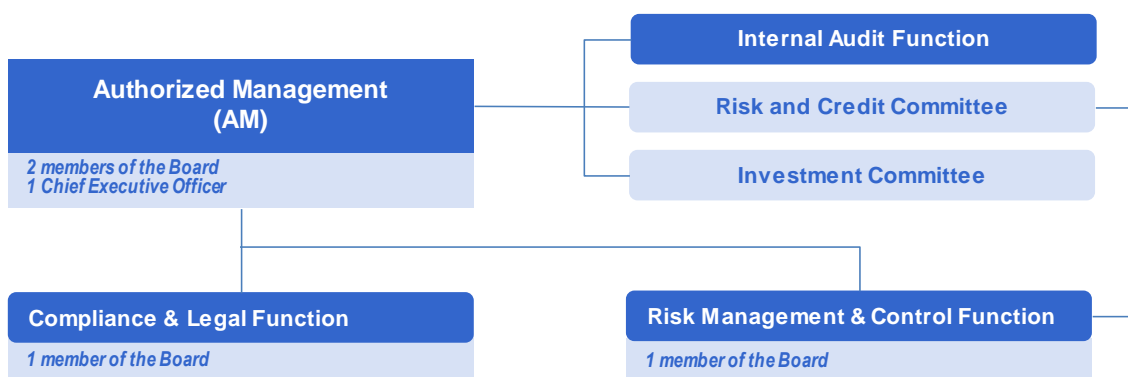 Authorized Management
(AM)
2 members of the Board
1 Chief Executive Officer
Internal Audit Function
Risk and Credit Committee
Investment Committee
Compliance & Legal Function
1 member of the Board
Risk Management & Control Function
1 member of the Board